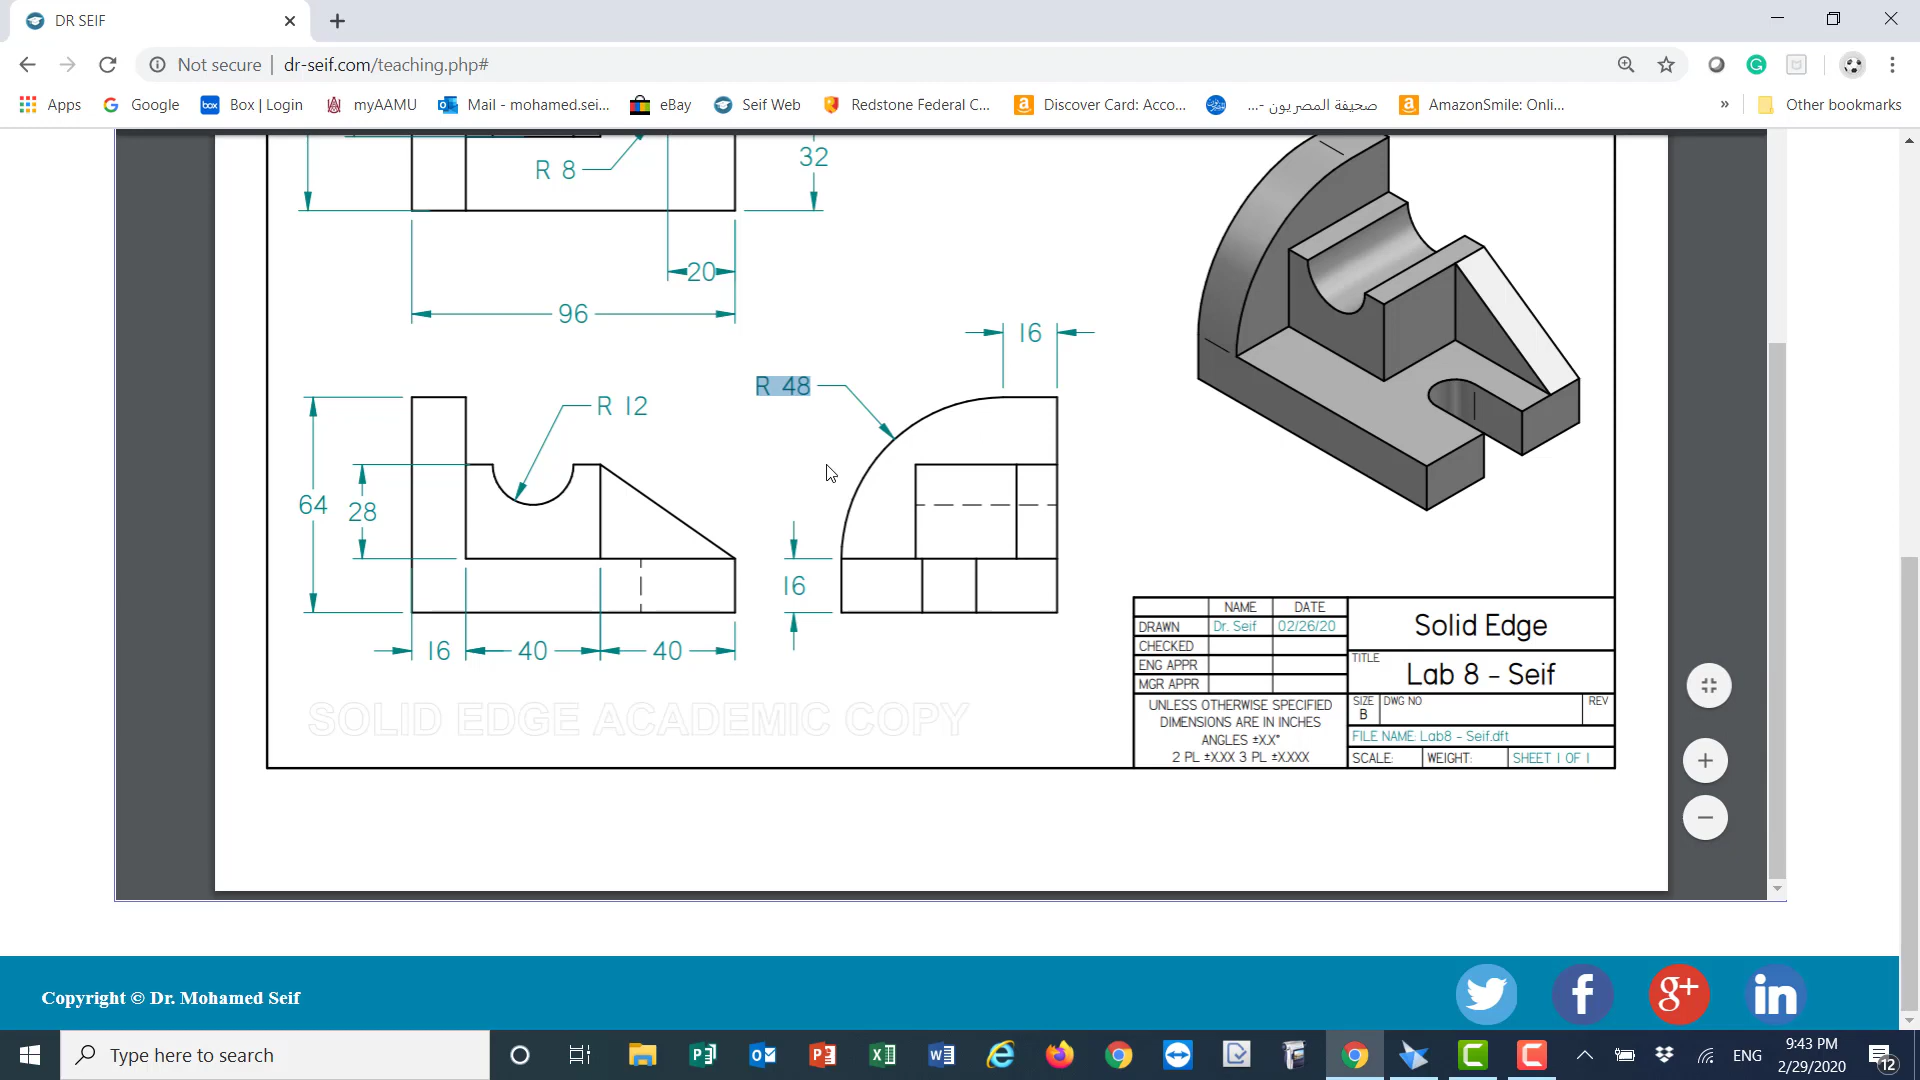 DR SEIF
Not secure | dr-seif.com/teaching.php#
Apps
Google
box Box | Login
myAAMU
Mail - mohamed.sei...
eBay
Seif Web
Redstone Federal C...
Discover Card: Acco...
صحيفة المصريون -...
AmazonSmile: Onli...
»
Other bookmarks
R 8
32
20
96
16
R 48
R 12
64
28
16
16
40
40
NAME
DATE
DRAWN
Dr. Seif
02/26/20
CHECKED
ENG APPR
MGR APPR
Solid Edge
TITLE
Lab 8 - Seif
UNLESS OTHERWISE SPECIFIED
DIMENSIONS ARE IN INCHES
ANGLES ±X.X°
2 PL ±X.XX 3 PL ±X.XXX
SIZE
B
DWG NO
REV
FILE NAME: Lab8 - Seif.dft
SCALE:
WEIGHT:
SHEET 1 OF 1
SOLID EDGE ACADEMIC COPY
Copyright © Dr. Mohamed Seif
Type here to search
ENG
9:43 PM
2/29/2020
12